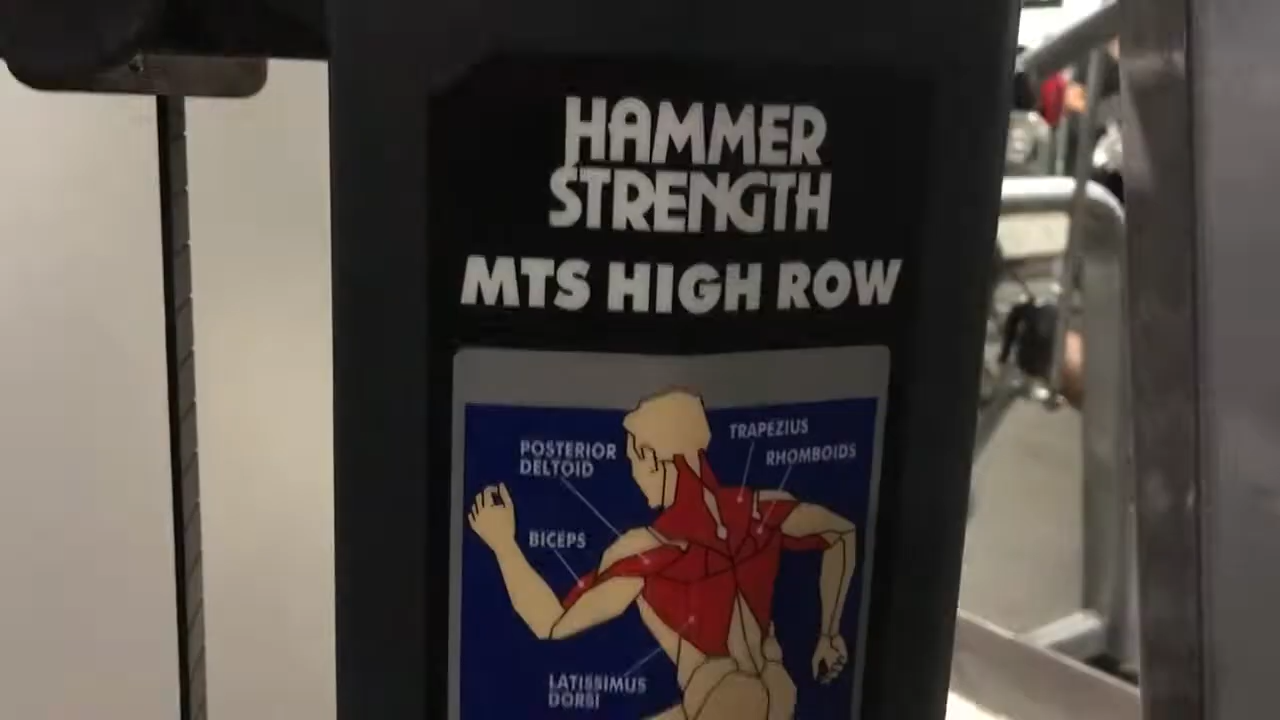 HAMMER
STRENGTH
MTS HIGH ROW
TRAPEZIUS
POSTERIOR
DELTOID
RHOMBOIDS
BICEPS
LATISSIMUS
DORSI